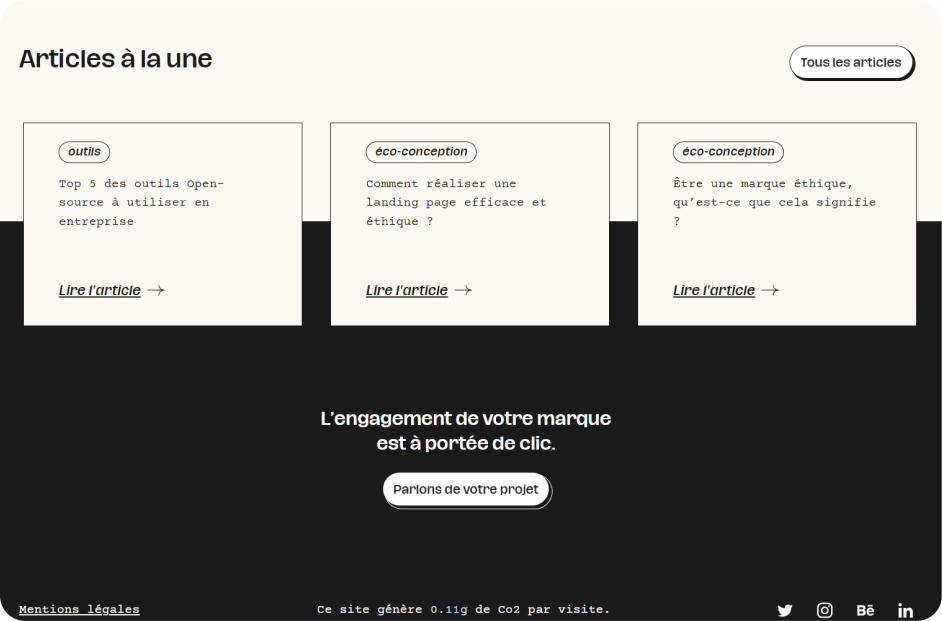 Articles à la une
Tous les articles
outils
Top 5 des outils Open-
source à utiliser en
entreprise
Lire l'article
éco-conception
Comment réaliser une
landing page efficace et
éthique ?
Lire l'article
éco-conception
Être une marque éthique,
qu’est-ce que cela signifie
?
Lire l'article
L’engagement de votre marque
est à portée de clic.
Parlons de votre projet
Mentions légales
Ce site génère 0.11g de Co2 par visite.
Bē
in